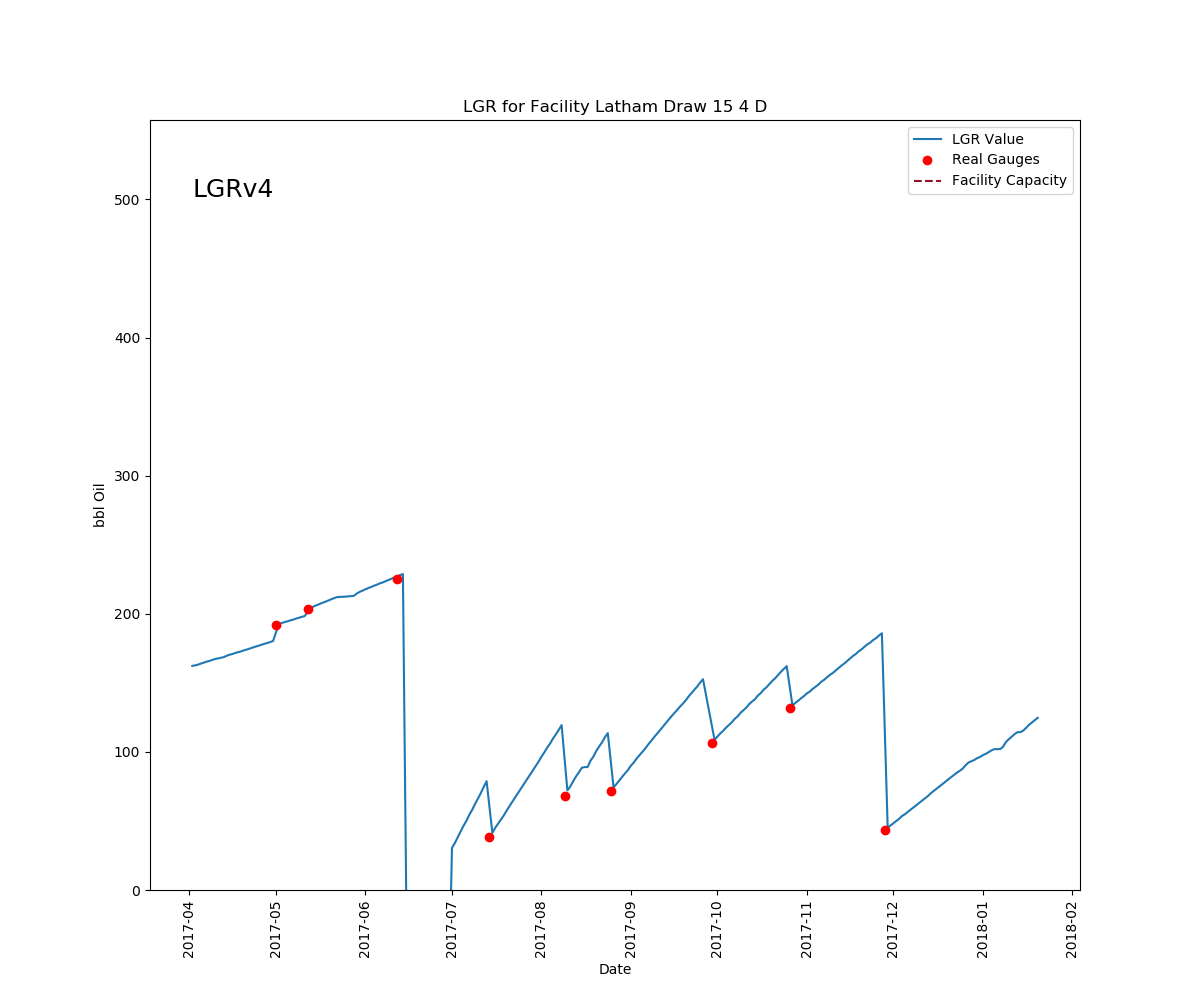 LGR for Facility Latham Draw 15 4 D
LGRv4
LGR Value
Real Gauges
Facility Capacity
bbl Oil
500
400
300
200
100
0
2017-04
2017-05
2017-06
2017-07
2017-08
2017-09
2017-10
2017-11
2017-12
2018-01
2018-02
Date